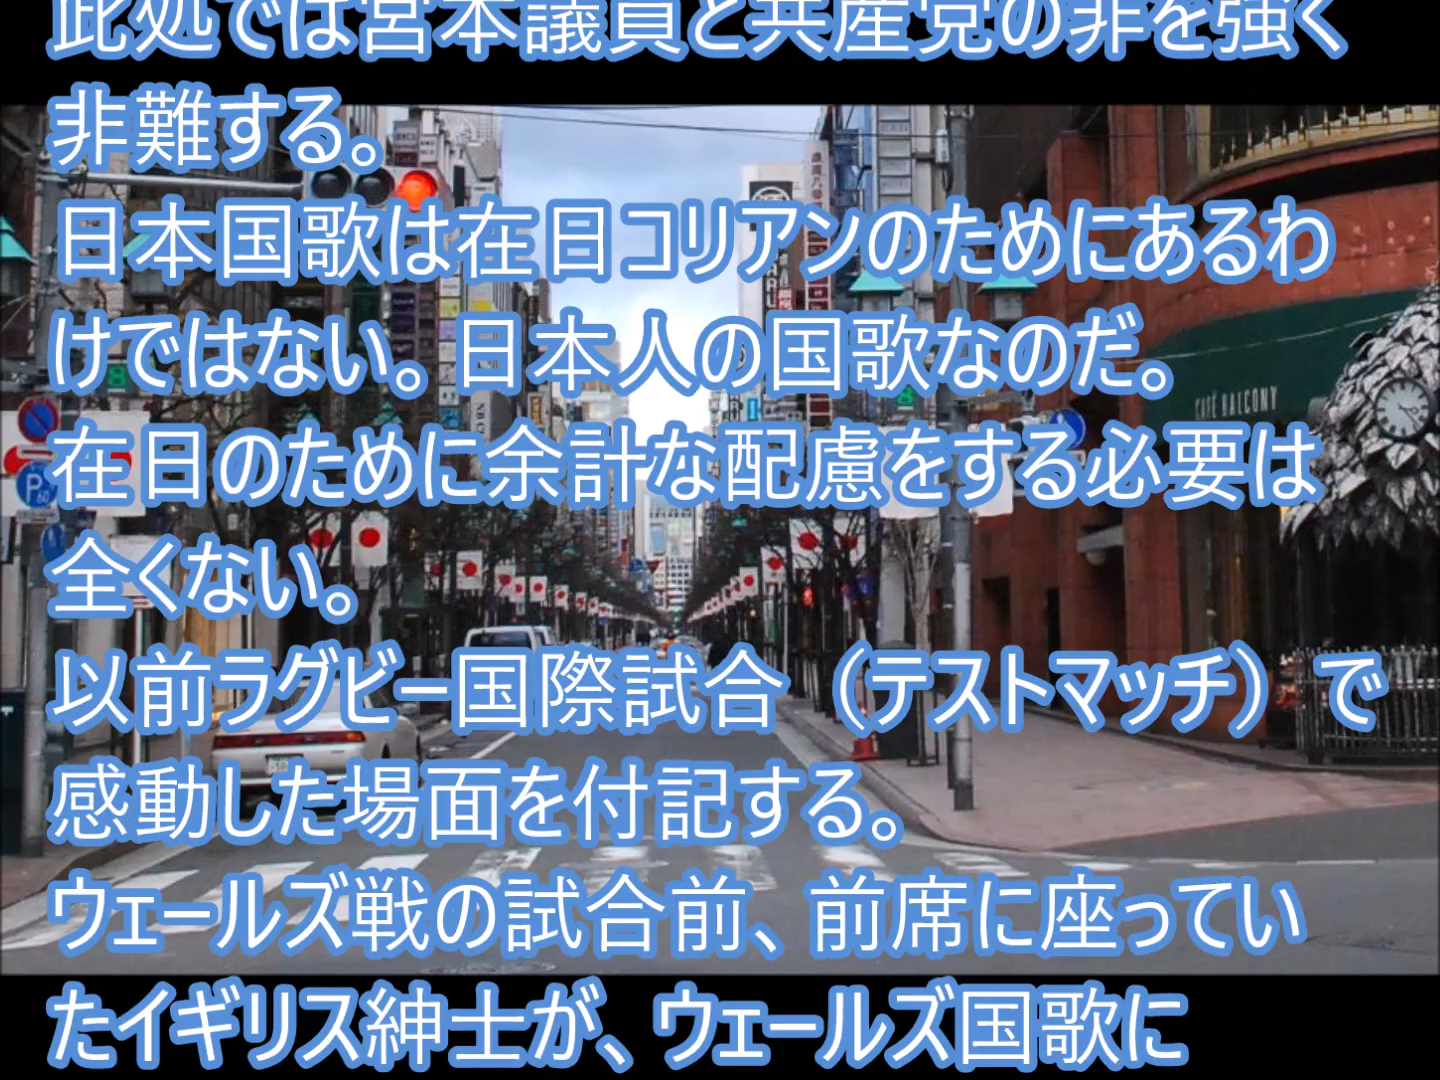 此処では宮本議員と共産党の非を強く
非難する。
日本国歌は在日コリアンのためにあるわ
けではない。日本人の国歌なのだ。
在日のために余計な配慮をする必要は
全くない。
以前ラグビー国際試合（テストマッチ）で
感動した場面を付記する。
ウェールズ戦の試合前、前席に座ってい
たイギリス紳士が、ウェールズ国歌に
CAFÉ BALCONY
P
60